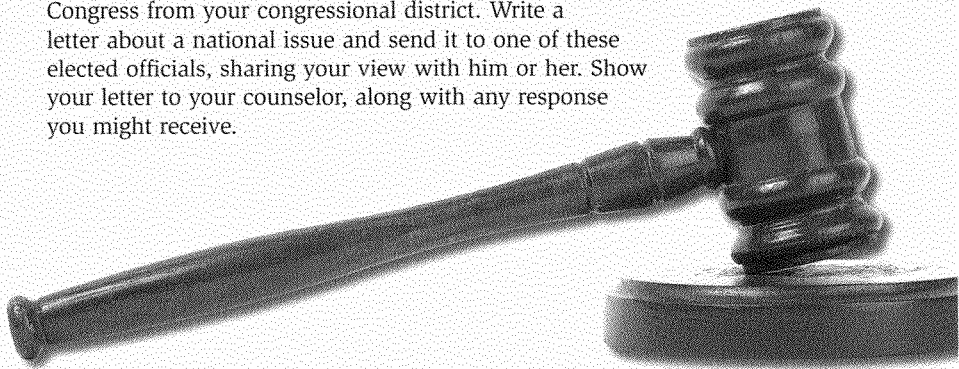 Congress from your congressional district. Write a
letter about a national issue and send it to one of these
elected officials, sharing your view with him or her. Show
your letter to your counselor, along with any response
you might receive.